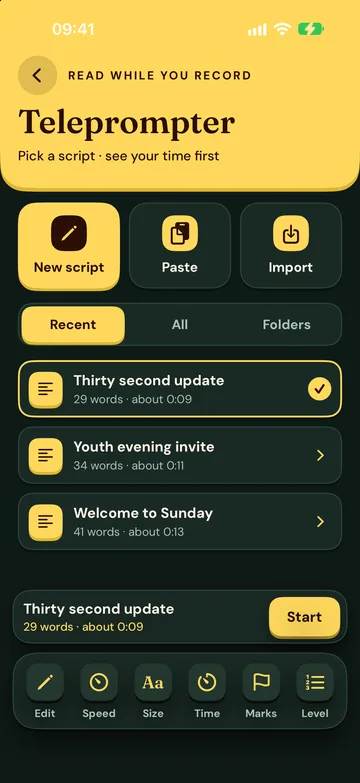 09:41
READ WHILE YOU RECORD
Teleprompter
Pick a script · see your time first
New script
Paste
Import
Recent
All
Folders
Thirty second update
29 words · about 0:09
Youth evening invite
34 words · about 0:11
Welcome to Sunday
41 words · about 0:13
Thirty second update
29 words · about 0:09
Start
Aa
Edit
Speed
Size
Time
Marks
Level